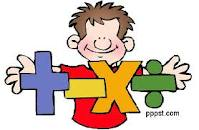 + - × ÷
pppst.com